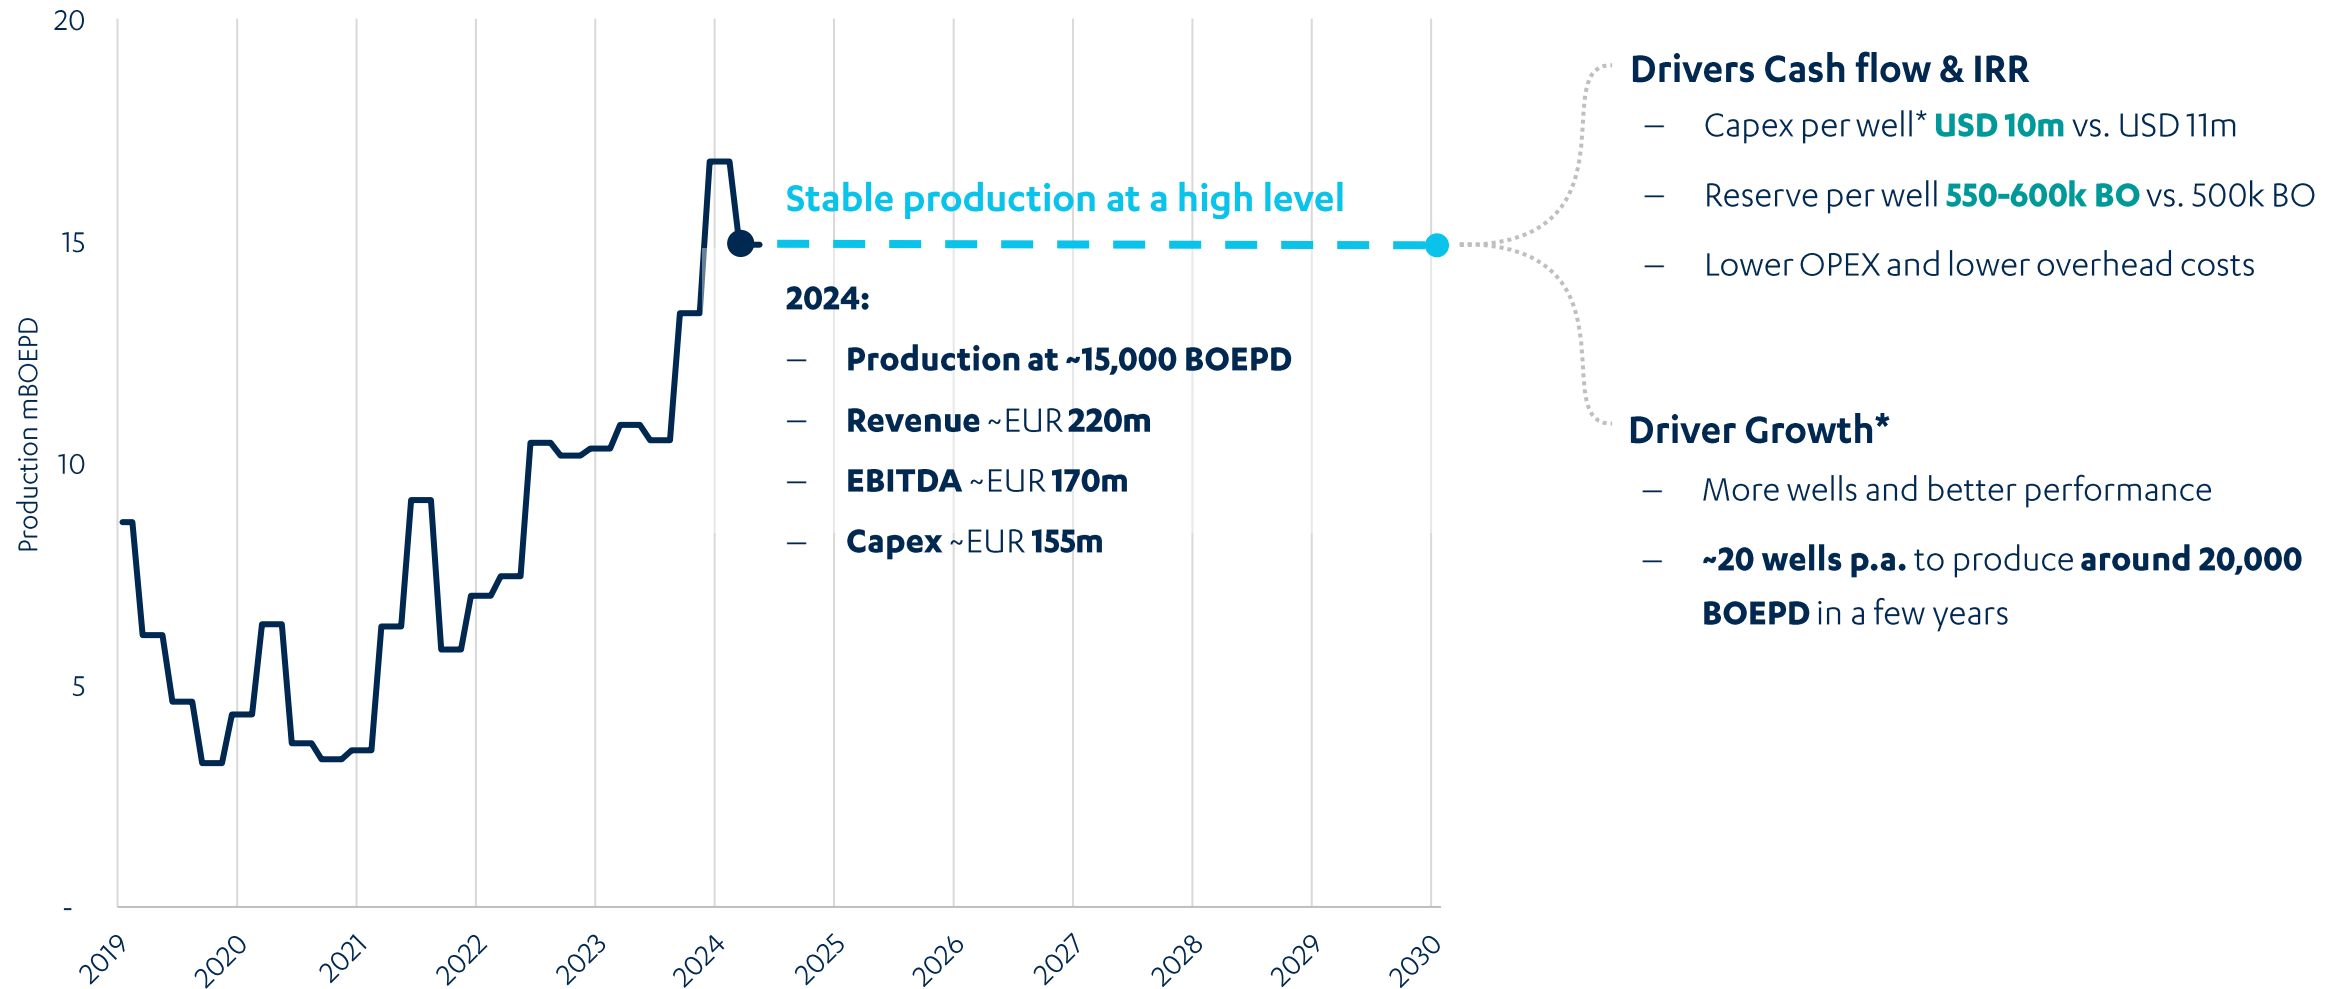 20
15
10
5
-
Production mBOEPD
2019
2020
2021
2022
2023
2024
2025
2026
2027
2028
2029
2030
Stable production at a high level
2024:
– Production at ~15,000 BOEPD
– Revenue ~EUR 220m
– EBITDA ~EUR 170m
– Capex ~EUR 155m
Drivers Cash flow & IRR
– Capex per well* USD 10m vs. USD 11m
– Reserve per well 550-600k BO vs. 500k BO
– Lower OPEX and lower overhead costs
Driver Growth*
– More wells and better performance
– ~20 wells p.a. to produce around 20,000
BOEPD in a few years